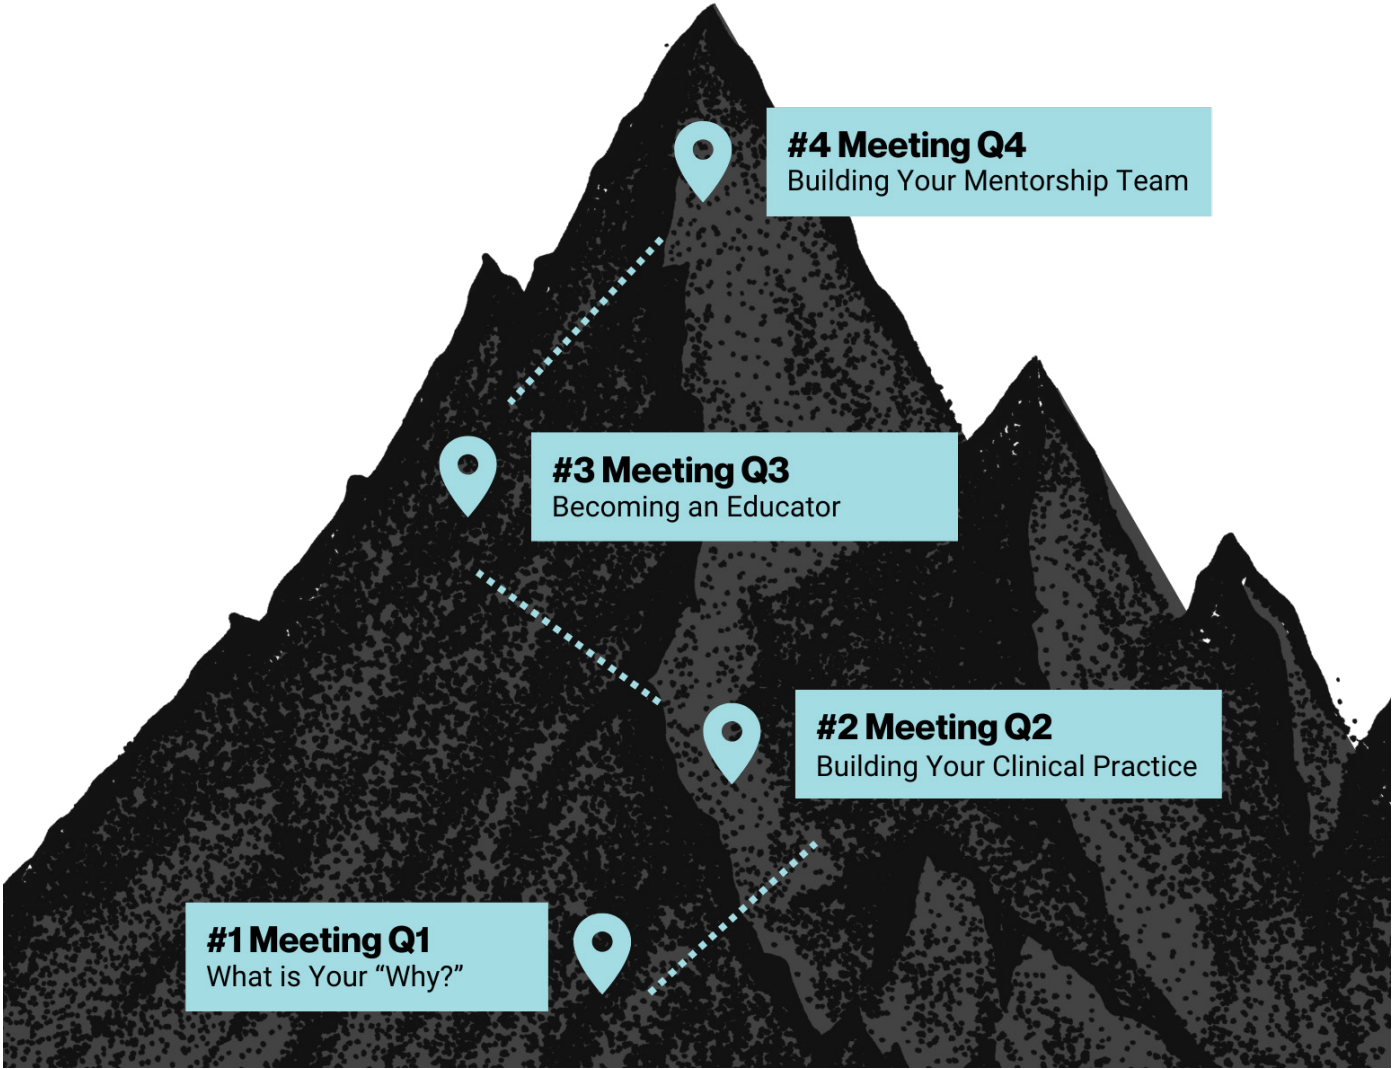 #4 Meeting Q4
Building Your Mentorship Team
#3 Meeting Q3
Becoming an Educator
#2 Meeting Q2
Building Your Clinical Practice
#1 Meeting Q1
What is Your “Why?”